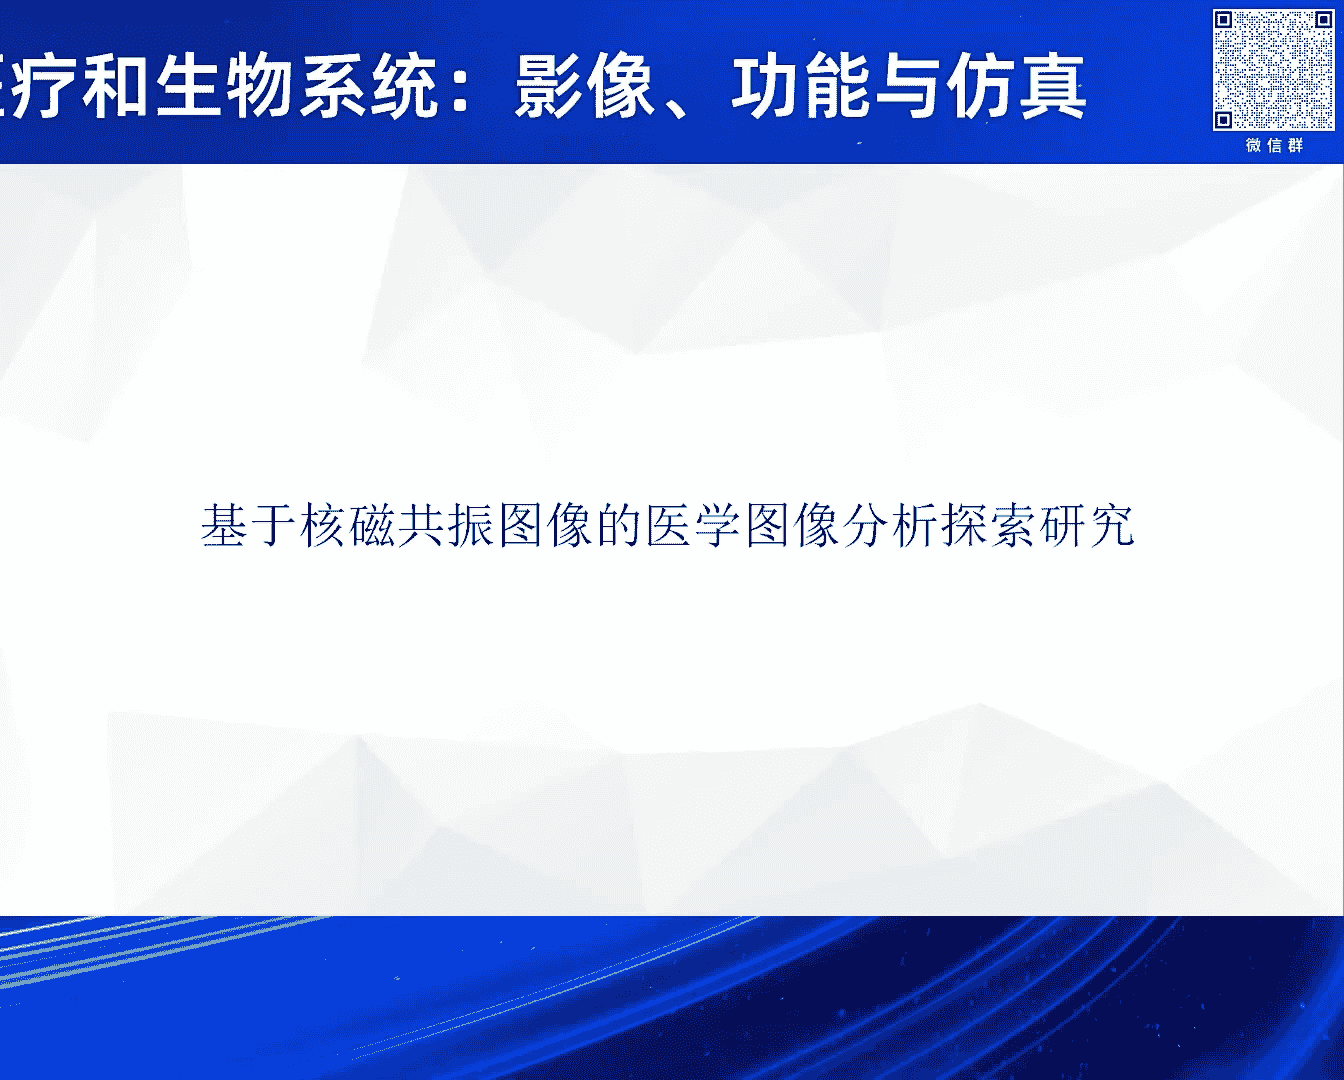 疗和生物系统：影像、功能与仿真
微信群
基于核磁共振图像的医学图像分析探索研究